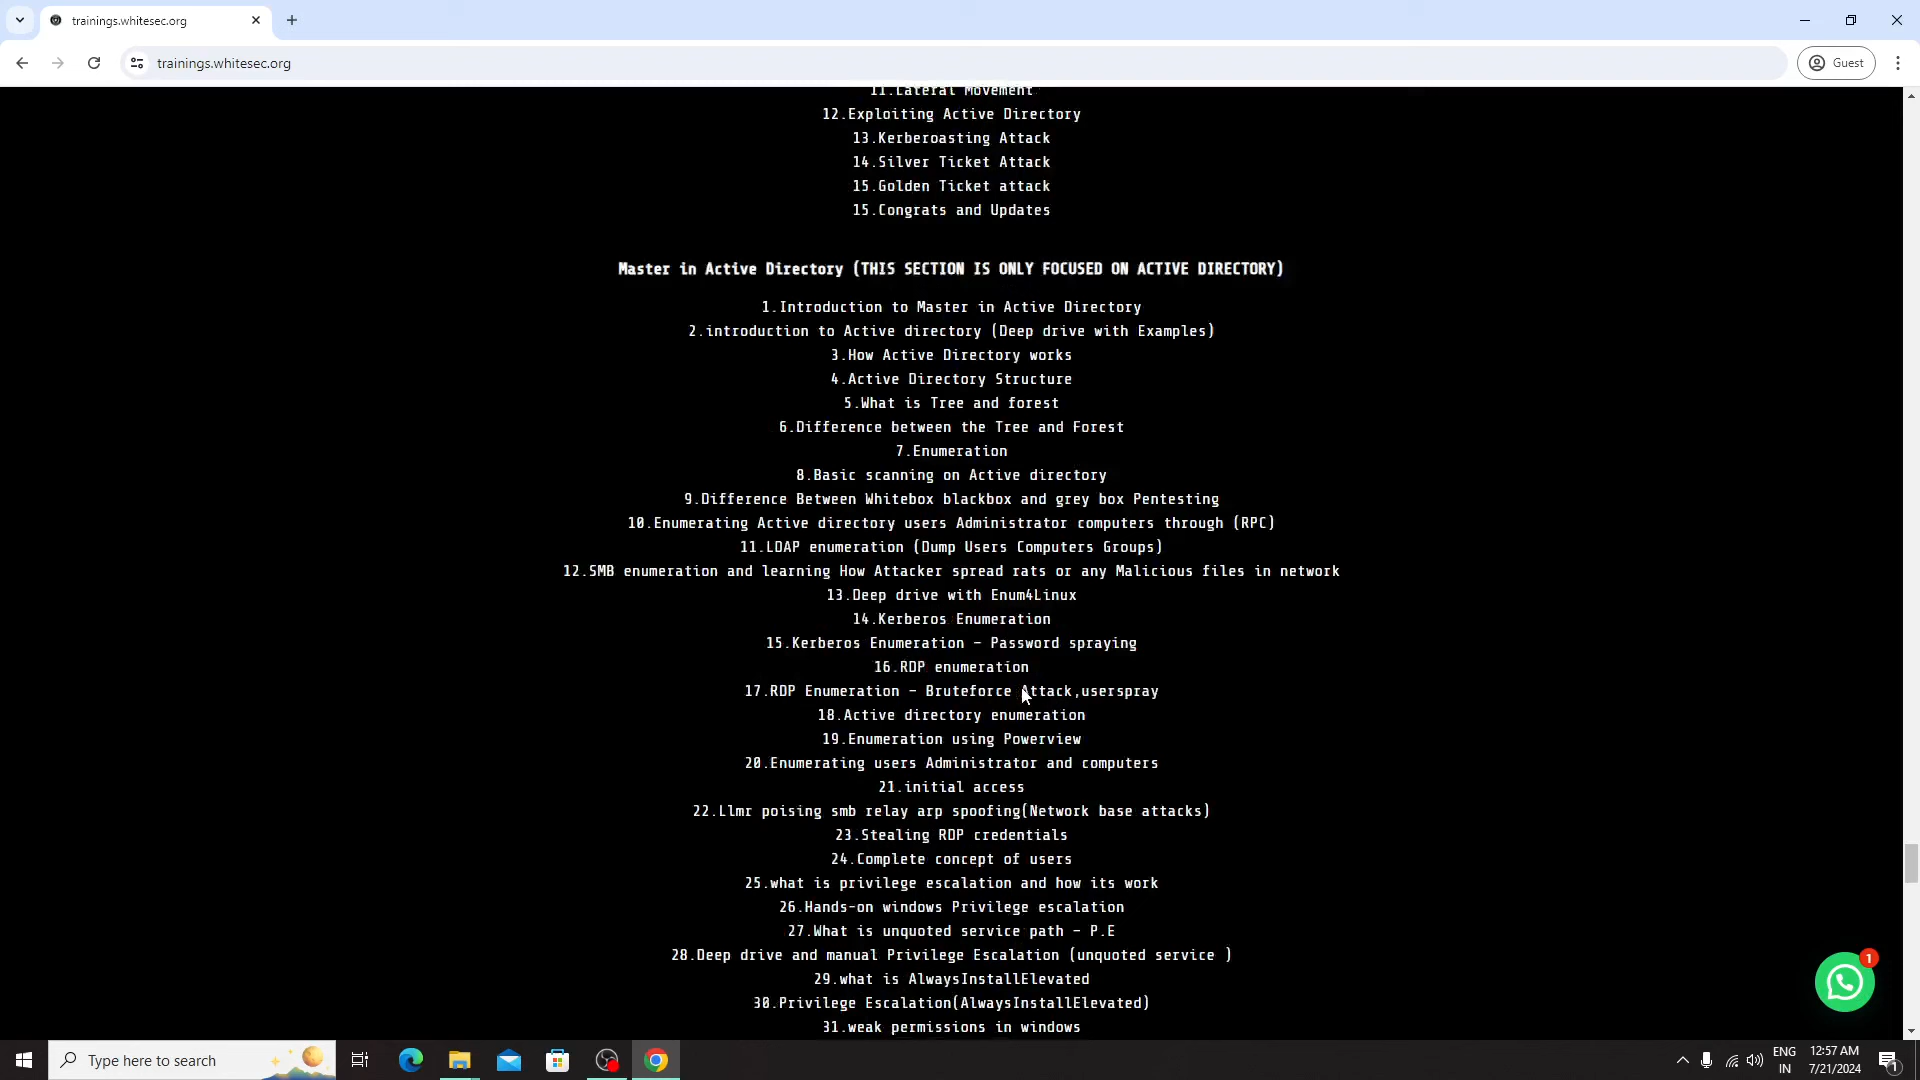 trainings.whitesec.org
trainings.whitesec.org
Guest
11.Lateral Movement
12.Exploiting Active Directory
13.Kerberoasting Attack
14.Silver Ticket Attack
15.Golden Ticket attack
15.Congrats and Updates
Master in Active Directory (THIS SECTION IS ONLY FOCUSED ON ACTIVE DIRECTORY)
1.Introduction to Master in Active Directory
2.introduction to Active directory (Deep drive with Examples)
3.How Active Directory works
4.Active Directory Structure
5.What is Tree and forest
6.Difference between the Tree and Forest
7.Enumeration
8.Basic scanning on Active directory
9.Difference Between Whitebox blackbox and grey box Pentesting
10.Enumerating Active directory users Administrator computers through (RPC)
11.LDAP enumeration (Dump Users Computers Groups)
12.SMB enumeration and learning How Attacker spread rats or any Malicious files in network
13.Deep drive with Enum4Linux
14.Kerberos Enumeration
15.Kerberos Enumeration - Password spraying
16.RDP enumeration
17.RDP Enumeration - Bruteforce Attack,userspray
18.Active directory enumeration
19.Enumeration using Powerview
20.Enumerating users Administrator and computers
21.initial access
22.Llmr poising smb relay arp spoofing(Network base attacks)
23.Stealing RDP credentials
24.Complete concept of users
25.what is privilege escalation and how its work
26.Hands-on windows Privilege escalation
27.What is unquoted service path - P.E
28.Deep drive and manual Privilege Escalation (unquoted service )
29.what is AlwaysInstallElevated
30.Privilege Escalation(AlwaysInstallElevated)
31.weak permissions in windows
1
Type here to search
ENG
IN
12:57 AM
7/21/2024
1